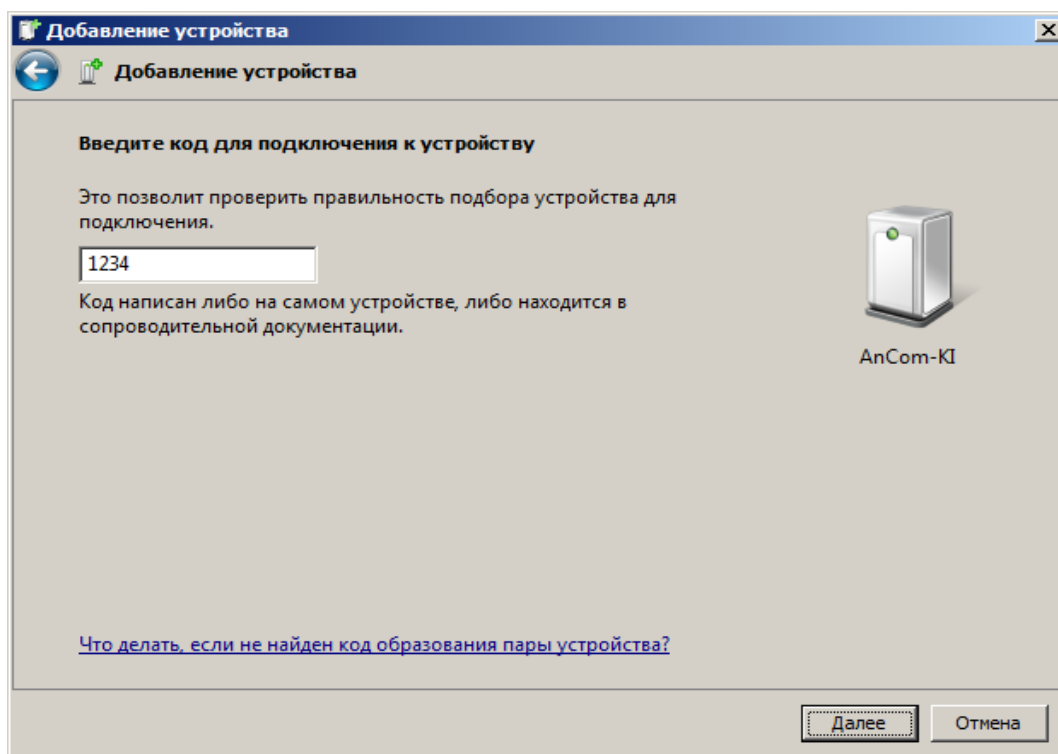 Добавление устройства
Добавление устройства
Введите код для подключения к устройству
Это позволит проверить правильность подбора устройства для
подключения.
1234
Код написан либо на самом устройстве, либо находится в
сопроводительной документации.
AnCom-KI
Что делать, если не найден код образования пары устройства?
Далее
Отмена